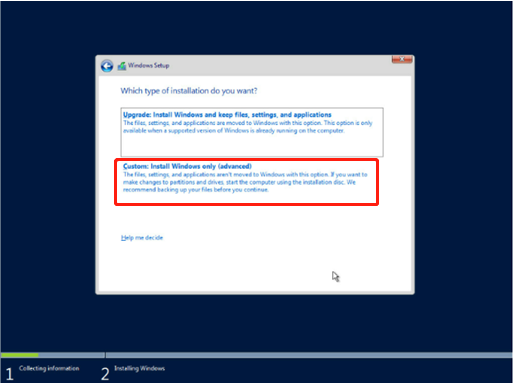 Windows Setup
Which type of installation do you want?
Upgrade: Install Windows and keep files, settings, and applications
The files, settings, and applications are moved to Windows with this option. This option is only
available when a supported version of Windows is already running on the computer.
Custom: Install Windows only (advanced)
The files, settings, and applications aren't moved to Windows with this option. If you want to
make changes to partitions and drives, start the computer using the installation disc. We
recommend backing up your files before you continue.
Help me decide
1 Collecting information
2 Installing Windows